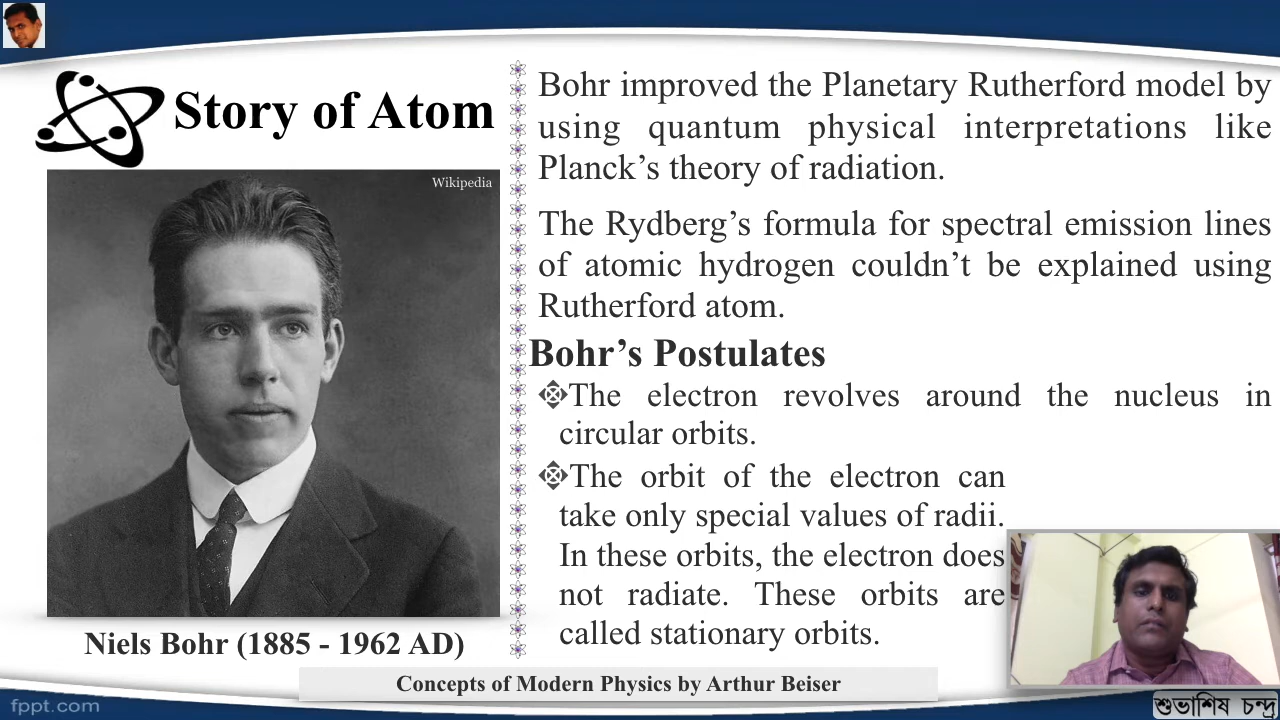 Story of Atom
Wikipedia
Niels Bohr (1885 - 1962 AD)
Bohr improved the Planetary Rutherford model by
using quantum physical interpretations like
Planck’s theory of radiation.
The Rydberg’s formula for spectral emission lines
of atomic hydrogen couldn’t be explained using
Rutherford atom.
Bohr’s Postulates
The electron revolves around the nucleus in
circular orbits.
The orbit of the electron can
take only special values of radii.
In these orbits, the electron does
not radiate. These orbits are
called stationary orbits.
Concepts of Modern Physics by Arthur Beiser
fppt.com
শুভাশিষ চন্দ্র